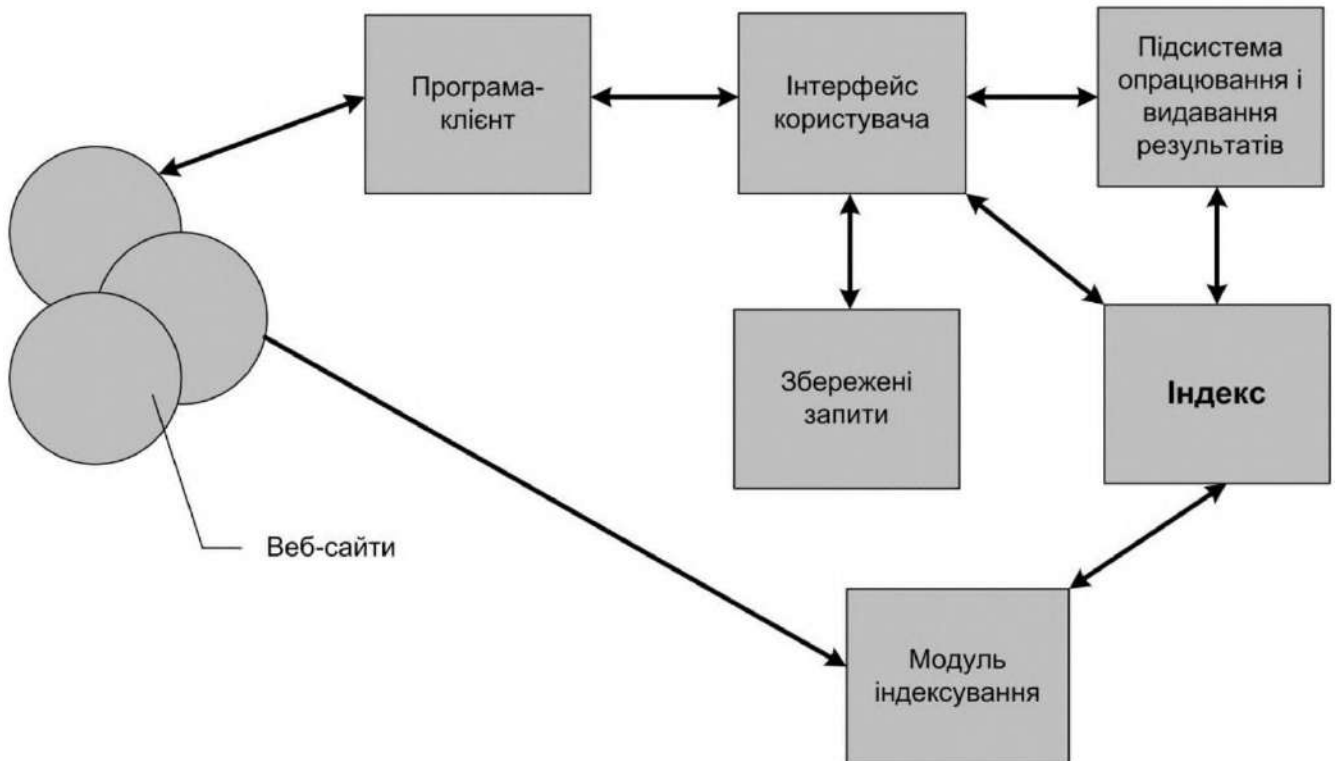 Програма-
клієнт
Інтерфейс
користувача
Підсистема
опрацювання і
видавання
результатів
Збережені
запити
Індекс
Веб-сайти
Модуль
індексування